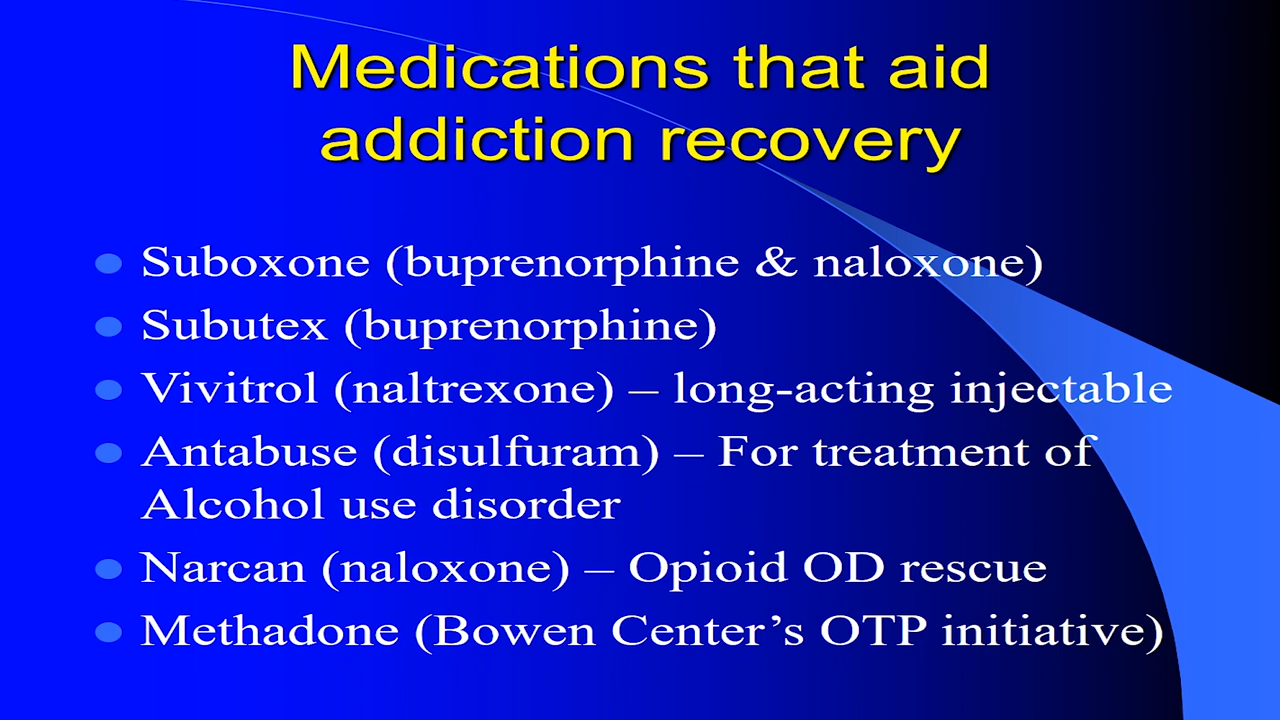 Medications that aid
addiction recovery
Suboxone (buprenorphine & naloxone)
Subutex (buprenorphine)
Vivitrol (naltrexone) – long-acting injectable
Antabuse (disulfuram) – For treatment of
Alcohol use disorder
Narcan (naloxone) – Opioid OD rescue
Methadone (Bowen Center’s OTP initiative)